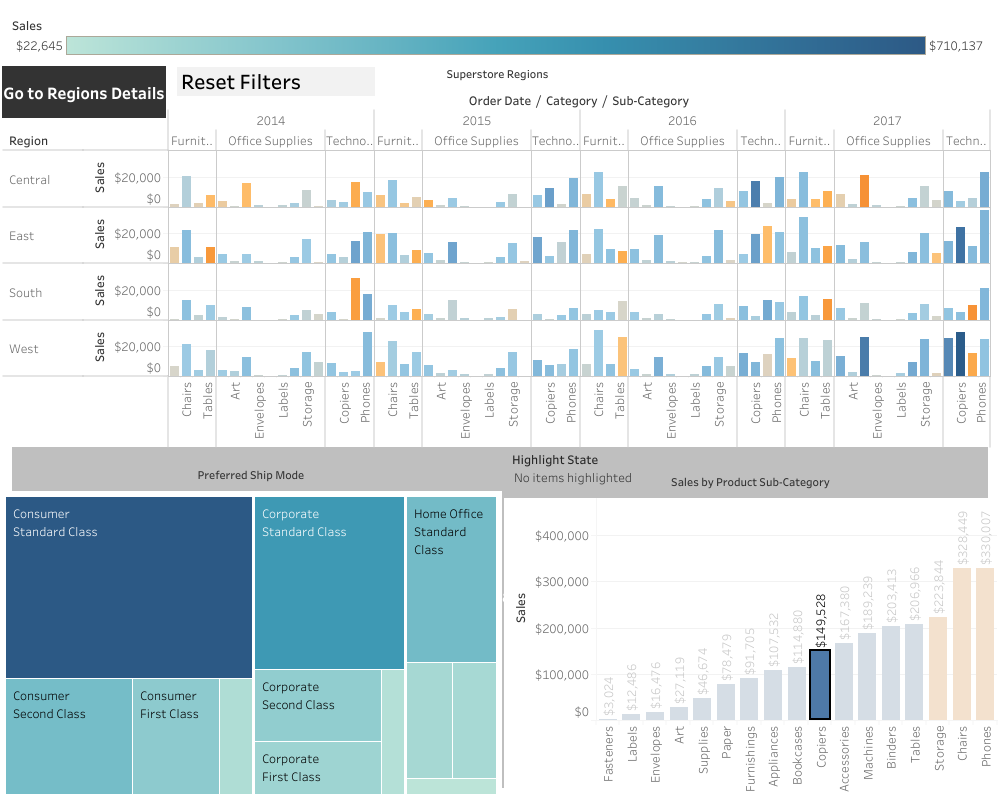 Sales
$22,645
$710,137
Go to Regions Details
Reset Filters
Superstore Regions
Order Date / Category / Sub-Category
2014 2015 2016 2017
Region
Furnit.. Office Supplies Techno.. Furnit.. Office Supplies Techno.. Furnit.. Office Supplies Techn.. Furnit.. Office Supplies Techn..
Central Sales $20,000 $0
East Sales $20,000 $0
South Sales $20,000 $0
West Sales $20,000 $0
Chairs Tables Art Envelopes Labels Storage Copiers Phones Chairs Tables Art Envelopes Labels Storage Copiers Phones Chairs Tables Art Envelopes Labels Storage Copiers Phones Chairs Tables Art Envelopes Labels Storage Copiers Phones
Preferred Ship Mode
Highlight State
No items highlighted
Sales by Product Sub-Category
Consumer
Standard Class
Corporate
Standard Class
Home Office
Standard
Class
Consumer
Second Class
Consumer
First Class
Corporate
Second Class
Corporate
First Class
Sales
$400,000
$300,000
$200,000
$100,000
$0
$3,024 $12,486 $16,476 $27,119 $46,674 $78,479 $91,705 $107,532 $114,880 $149,528 $167,380 $189,239 $203,413 $206,966 $223,844 $328,449 $330,007
Fasteners Labels Envelopes Art Supplies Paper Furnishings Appliances Bookcases Copiers Accessories Machines Binders Tables Storage Chairs Phones